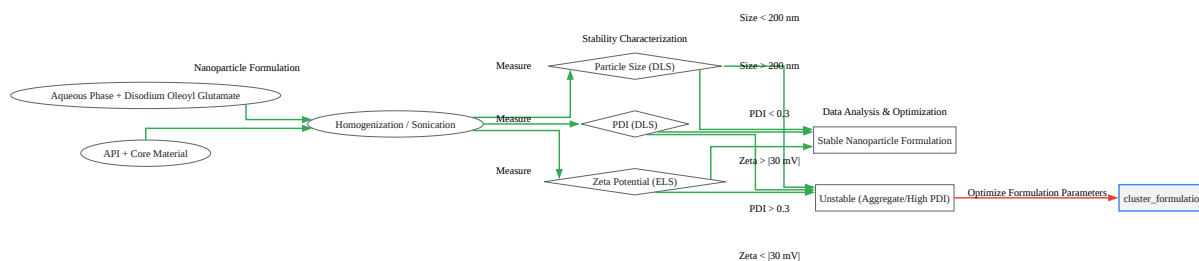 Size < 200 nm
Stability Characterization
Nanoparticle Formulation
Measure
Particle Size (DLS)
Size > 200 nm
Aqueous Phase + Disodium Oleoyl Glutamate
Data Analysis & Optimization
PDI < 0.3
Measure
Homogenization / Sonication
PDI (DLS)
Stable Nanoparticle Formulation
API + Core Material
Zeta > |30 mV|
Measure
Zeta Potential (ELS)
Unstable (Aggregate/High PDI)
Optimize Formulation Parameters
cluster_formulatio
PDI > 0.3
Zeta < |30 mV|